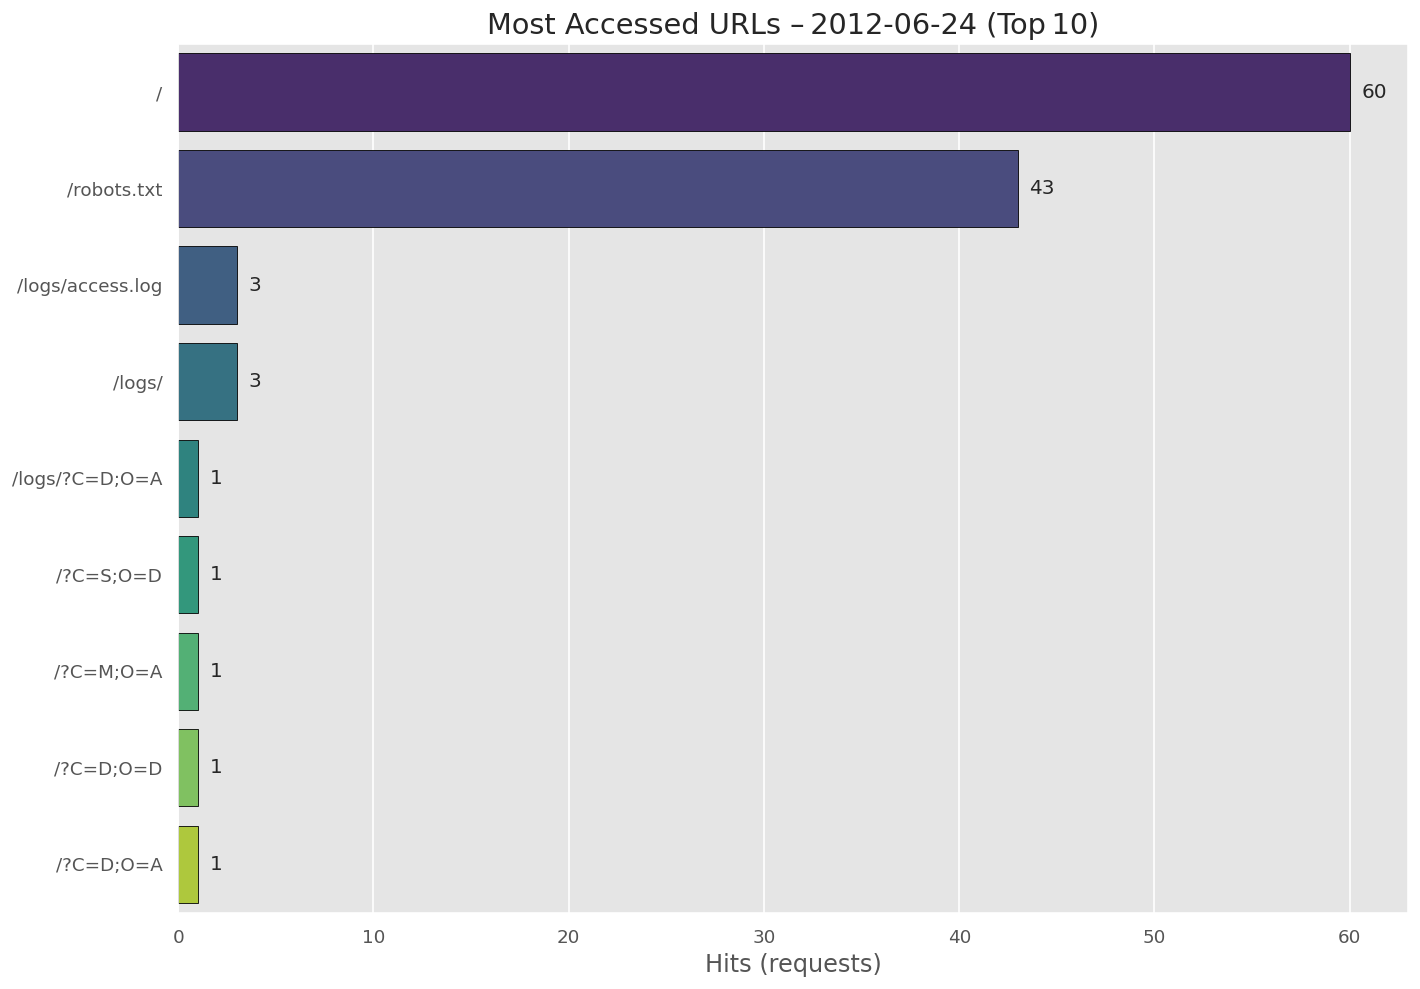 Most Accessed URLs – 2012-06-24 (Top 10)
/ 60
/robots.txt 43
/logs/access.log 3
/logs/ 3
/logs/?C=D;O=A 1
/?C=S;O=D 1
/?C=M;O=A 1
/?C=D;O=D 1
/?C=D;O=A 1
0 10 20 30 40 50 60
Hits (requests)